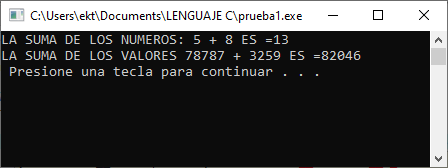 C:\Users\ekt\Documents\LENGUAJE C\prueba1.exe
LA SUMA DE LOS NUMEROS: 5 + 8 ES =13
LA SUMA DE LOS VALORES 78787 + 3259 ES =82046
Presione una tecla para continuar . . .